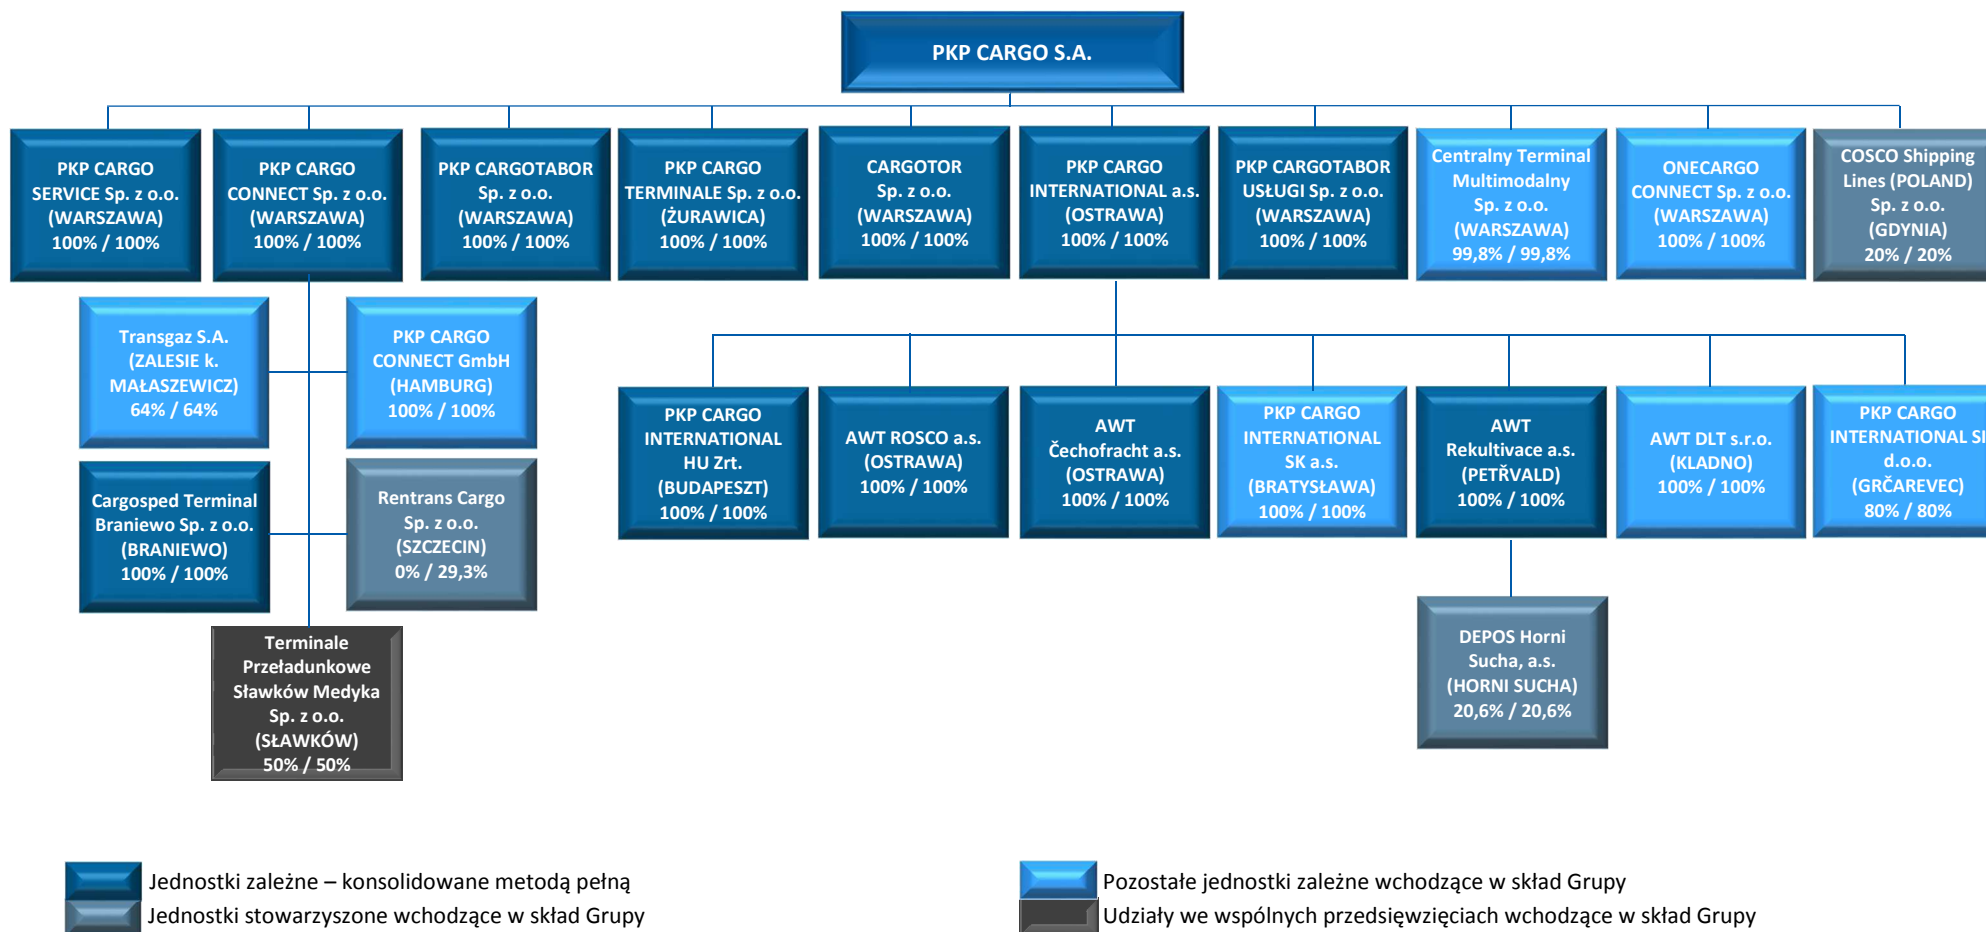 PKP CARGO S.A.
PKP CARGO
SERVICE Sp. z o.o.
(WARSZAWA)
100% / 100%
PKP CARGO
CONNECT Sp. z o.o.
(WARSZAWA)
100% / 100%
PKP CARGOTABOR
Sp. z o.o.
(WARSZAWA)
100% / 100%
PKP CARGO
TERMINALE Sp. z o.o.
(ŻURAWICA)
100% / 100%
CARGOTOR
Sp. z o.o.
(WARSZAWA)
100% / 100%
PKP CARGO
INTERNATIONAL a.s.
(OSTRAWA)
100% / 100%
PKP CARGOTABOR
USŁUGI Sp. z o.o.
(WARSZAWA)
100% / 100%
Centralny Terminal
Multimodalny
Sp. z o.o.
(WARSZAWA)
99,8% / 99,8%
ONECARGO
CONNECT Sp. z o.o.
(WARSZAWA)
100% / 100%
COSCO Shipping
Lines (POLAND)
Sp. z o.o.
(GDYNIA)
20% / 20%
Transgaz S.A.
(ZALESIE k.
MAŁASZEWICZ)
64% / 64%
PKP CARGO
CONNECT GmbH
(HAMBURG)
100% / 100%
PKP CARGO
INTERNATIONAL
HU Zrt.
(BUDAPESZT)
100% / 100%
AWT ROSCO a.s.
(OSTRAWA)
100% / 100%
AWT
Čechofracht a.s.
(OSTRAWA)
100% / 100%
PKP CARGO
INTERNATIONAL
SK a.s.
(BRATYSŁAWA)
100% / 100%
AWT
Rekultivace a.s.
(PETŘVALD)
100% / 100%
AWT DLT s.r.o.
(KLADNO)
100% / 100%
PKP CARGO
INTERNATIONAL SI
d.o.o.
(GRČAREVEC)
80% / 80%
Cargosped Terminal
Braniewo Sp. z o.o.
(BRANIEWO)
100% / 100%
Rentrans Cargo
Sp. z o.o.
(SZCZECIN)
0% / 29,3%
Terminale
Przeładunkowe
Sławków Medyka
Sp. z o.o.
(SŁAWKÓW)
50% / 50%
DEPOS Horni
Sucha, a.s.
(HORNI SUCHA)
20,6% / 20,6%
Jednostki zależne – konsolidowane metodą pełną
Jednostki stowarzyszone wchodzące w skład Grupy
Pozostałe jednostki zależne wchodzące w skład Grupy
Udziały we wspólnych przedsięwzięciach wchodzące w skład Grupy